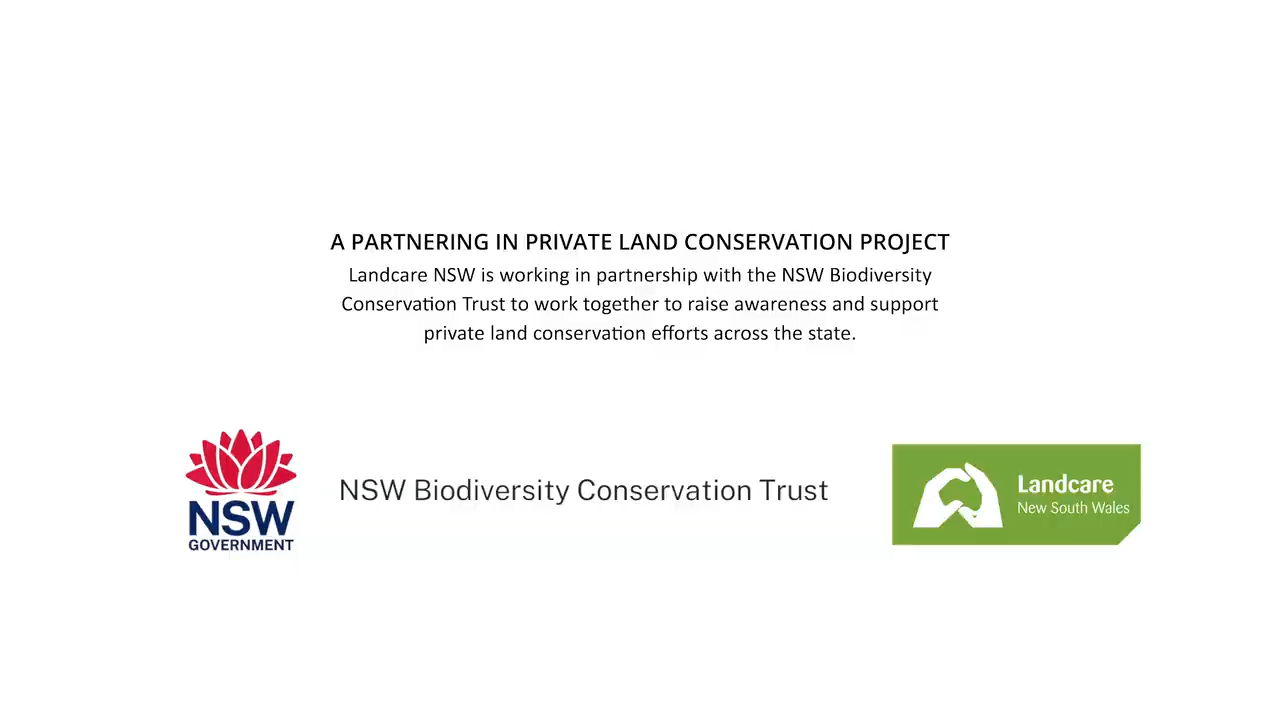 A PARTNERING IN PRIVATE LAND CONSERVATION PROJECT
Landcare NSW is working in partnership with the NSW Biodiversity
Conservation Trust to work together to raise awareness and support
private land conservation efforts across the state.
NSW
GOVERNMENT
NSW Biodiversity Conservation Trust
Landcare
New South Wales